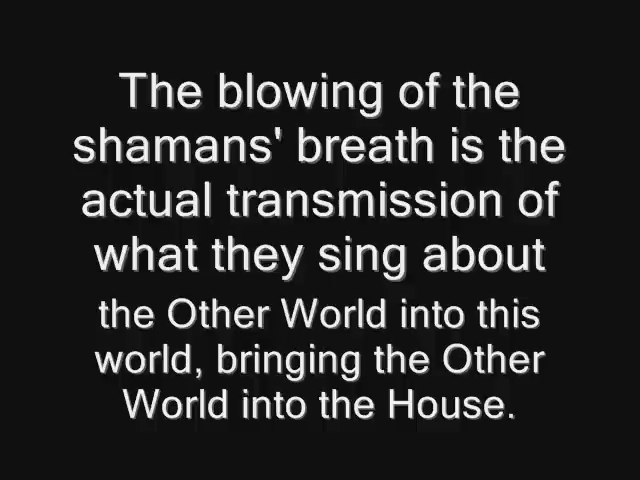 The blowing of the
shamans' breath is the
actual transmission of
what they sing about
the Other World into this
world, bringing the Other
World into the House.